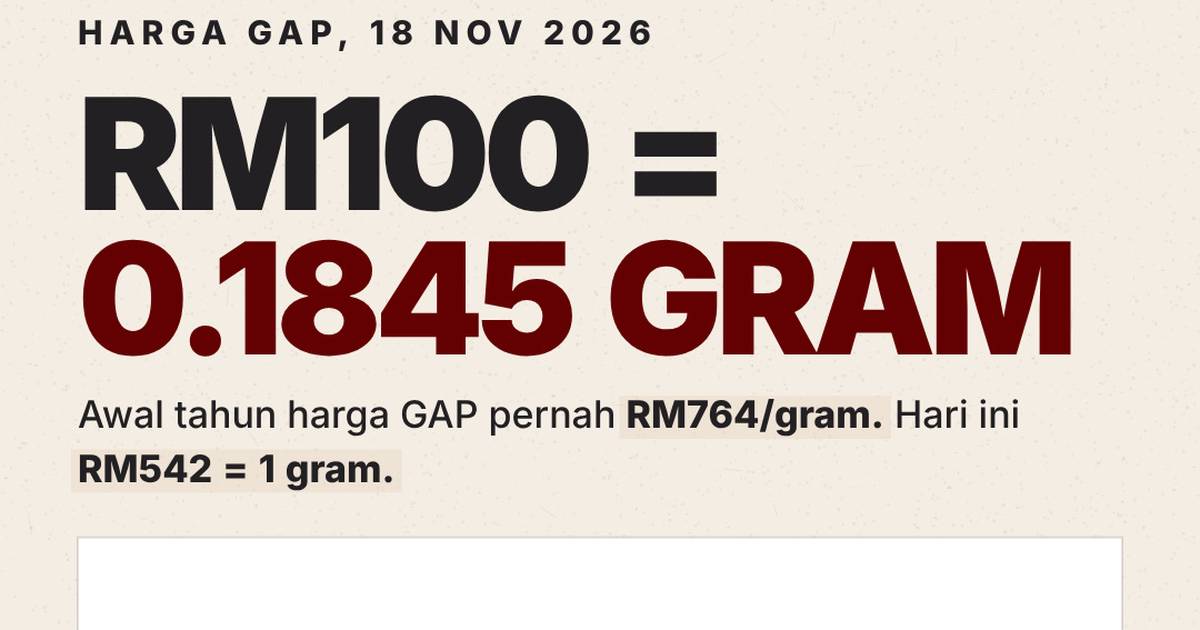 HARGA GAP, 18 NOV 2026
RM100 =
0.1845 GRAM
Awal tahun harga GAP pernah RM764/gram. Hari ini
RM542 = 1 gram.